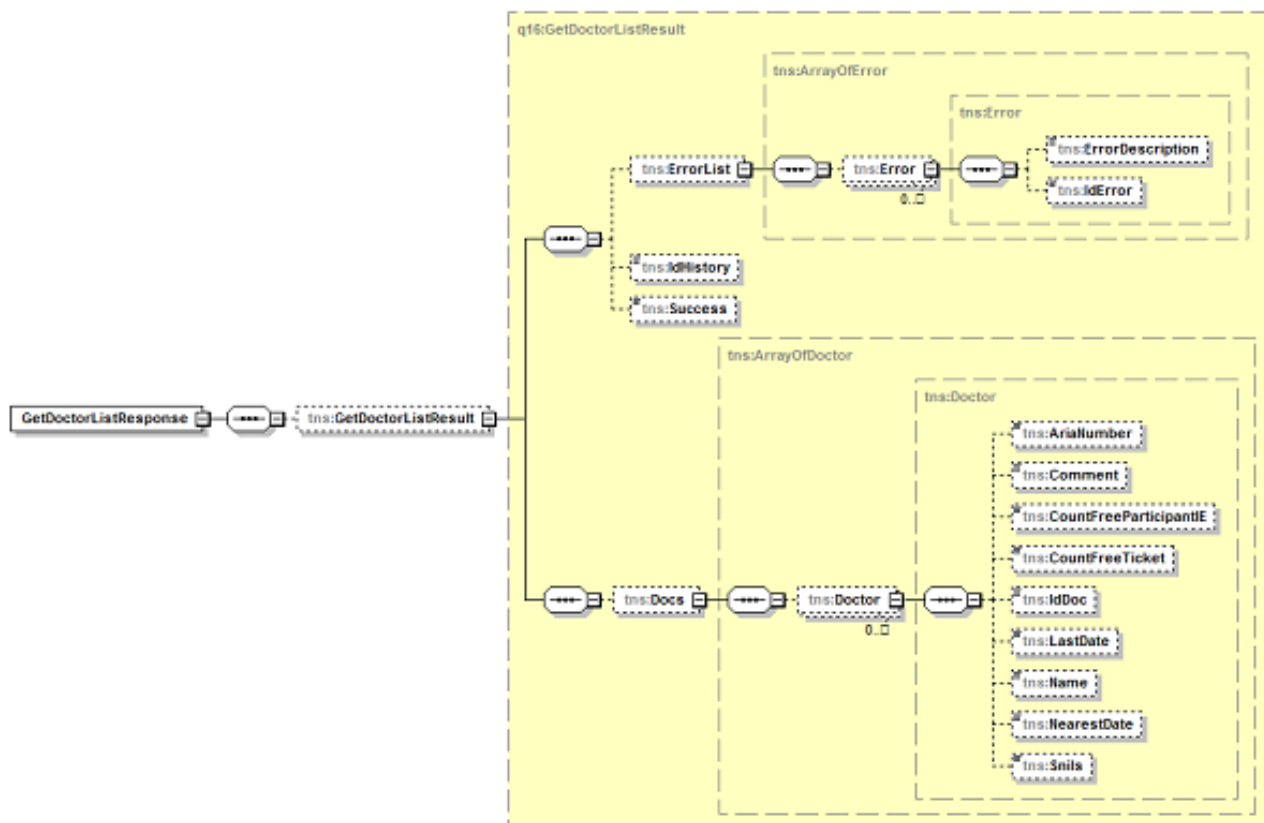 q16:GetDoctorListResult
tns:ArrayOfError
tns:Error
tns:ErrorDescription
tns:ErrorList
tns:Error
0..□
tns:IdError
tns:IdHistory
tns:Success
tns:ArrayOfDoctor
tns:Doctor
GetDoctorListResponse
tns:GetDoctorListResult
tns:AriaNumber
tns:Comment
tns:CountFreeParticipantIE
tns:CountFreeTicket
tns:Docs
tns:Doctor
0..□
tns:IdDoc
tns:LastDate
tns:Name
tns:NearestDate
tns:Snils